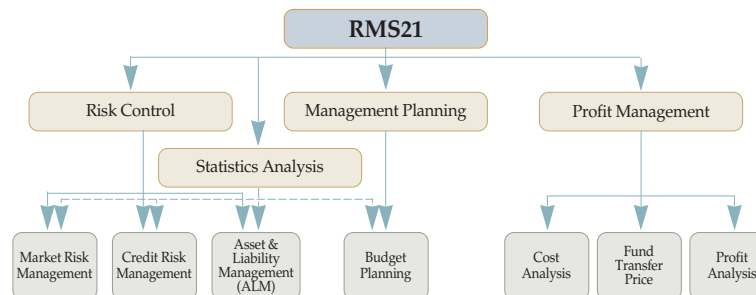 RMS21
Risk Control
Management Planning
Profit Management
Statistics Analysis
Market Risk
Management
Credit Risk
Management
Asset &
Liability
Management
(ALM)
Budget
Planning
Cost
Analysis
Fund
Transfer
Price
Profit
Analysis